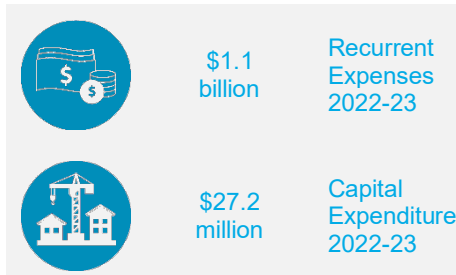 $
$
$1.1
billion
Recurrent
Expenses
2022-23
$27.2
million
Capital
Expenditure
2022-23